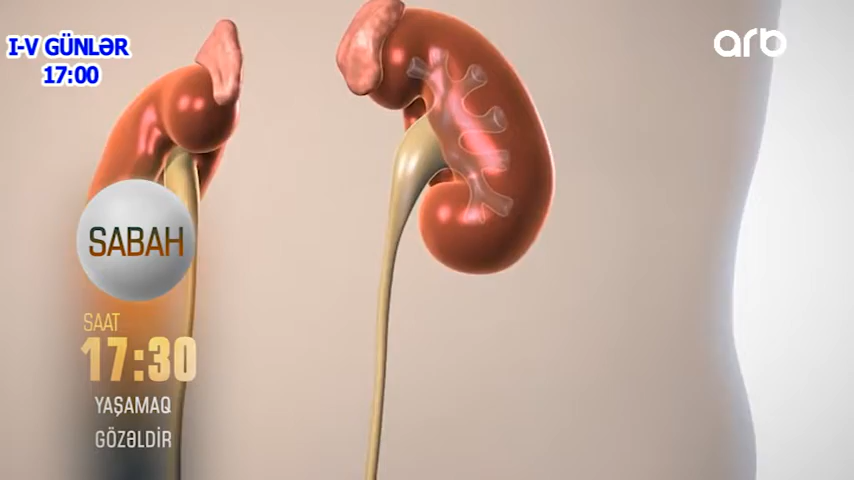 I-V GÜNLƏR
17:00
arb
SABAH
SAAT
17:30
YAŞAMAQ
GÖZƏLDİR